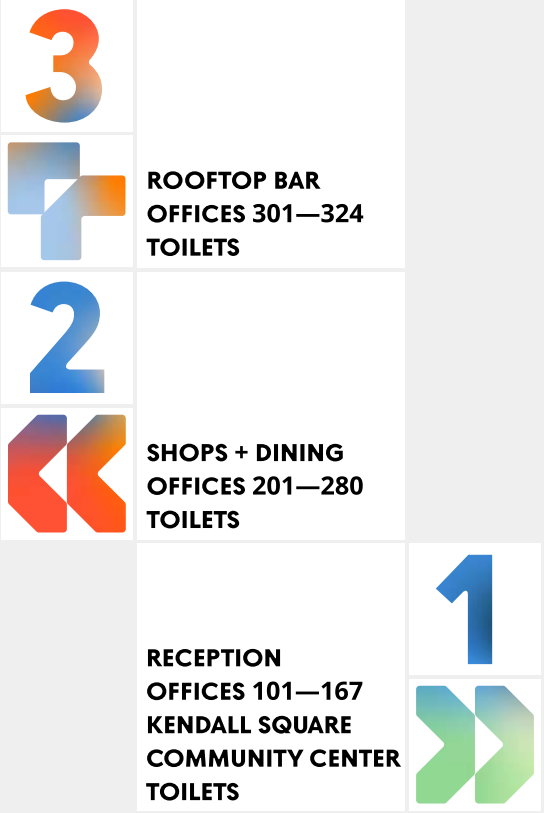 3
ROOFTOP BAR
OFFICES 301—324
TOILETS
2
SHOPS + DINING
OFFICES 201—280
TOILETS
1
RECEPTION
OFFICES 101—167
KENDALL SQUARE
COMMUNITY CENTER
TOILETS